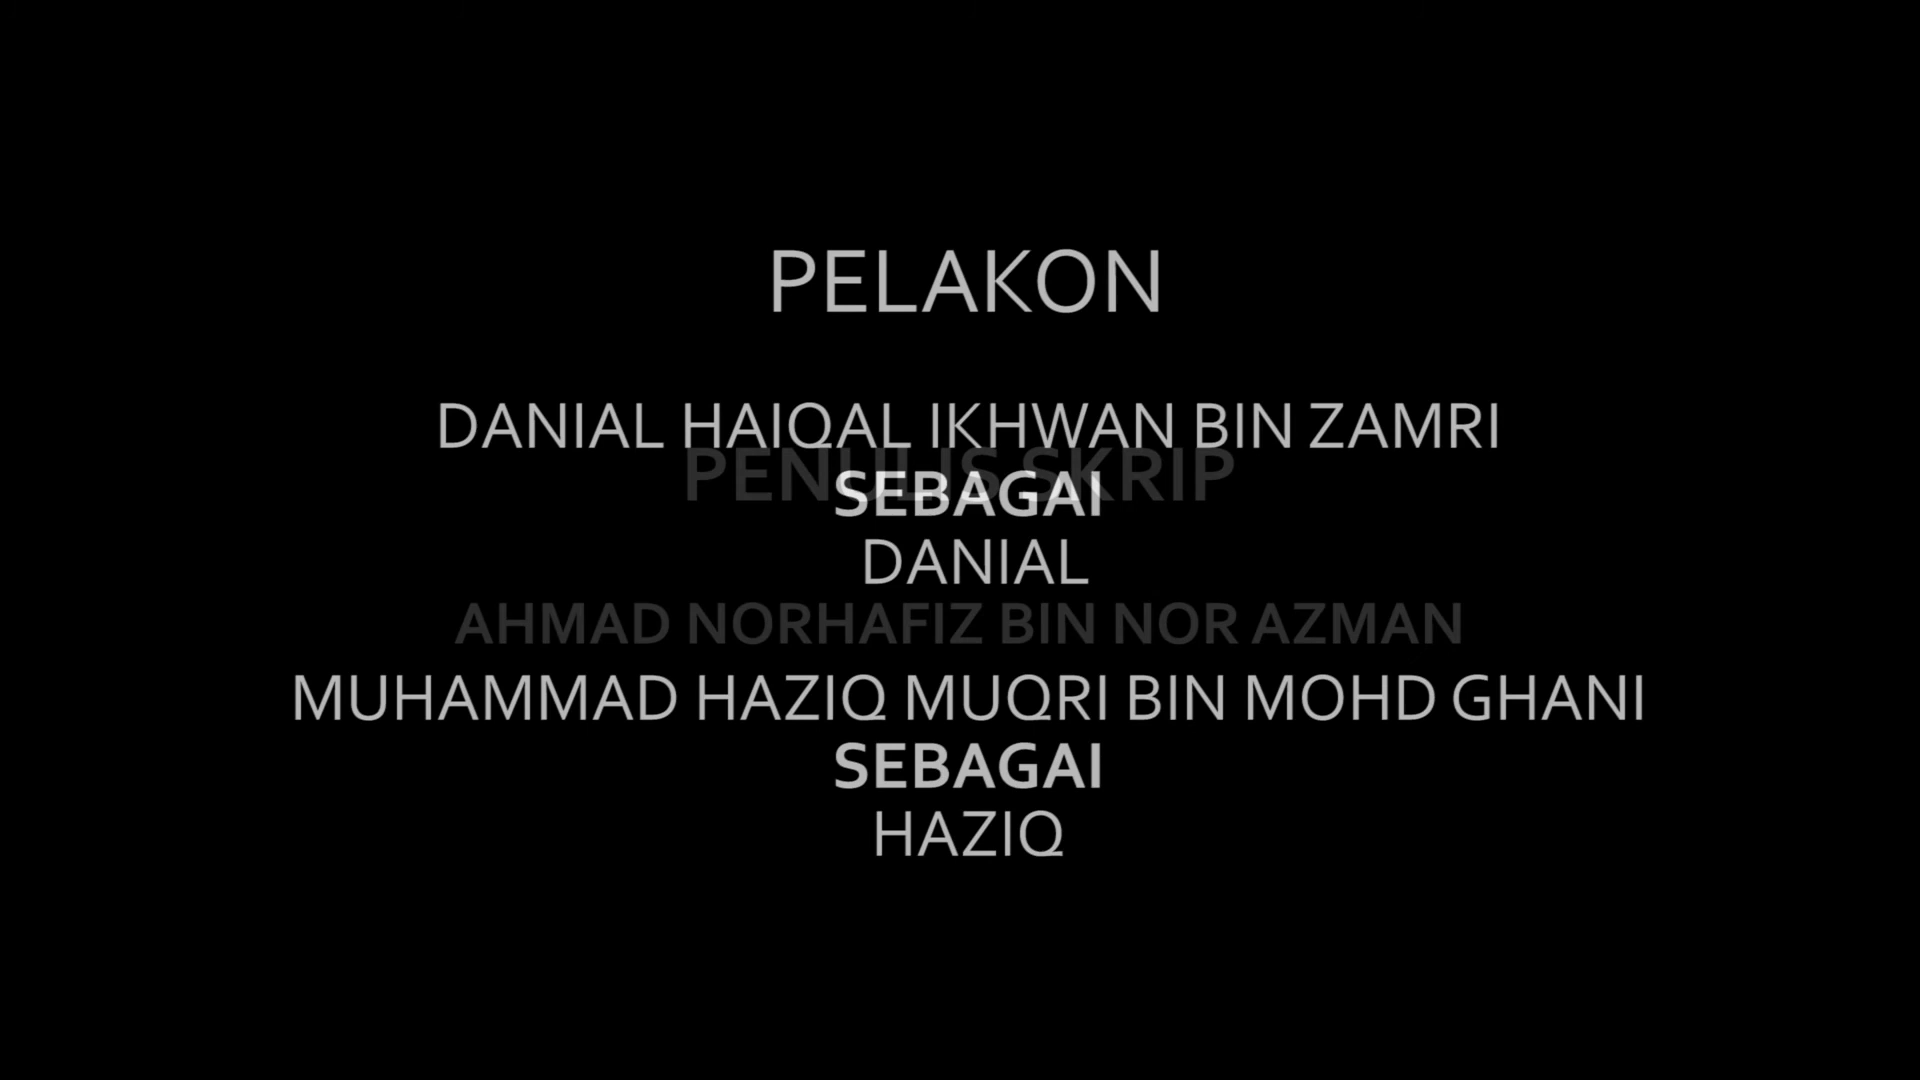 PELAKON
DANIAL HAIQAL IKHWAN BIN ZAMRI
PENULIS SKRIP
SEBAGAI
DANIAL
AHMAD NORHAFIZ BIN NOR AZMAN
MUHAMMAD HAZIQ MUQRI BIN MOHD GHANI
SEBAGAI
HAZIQ